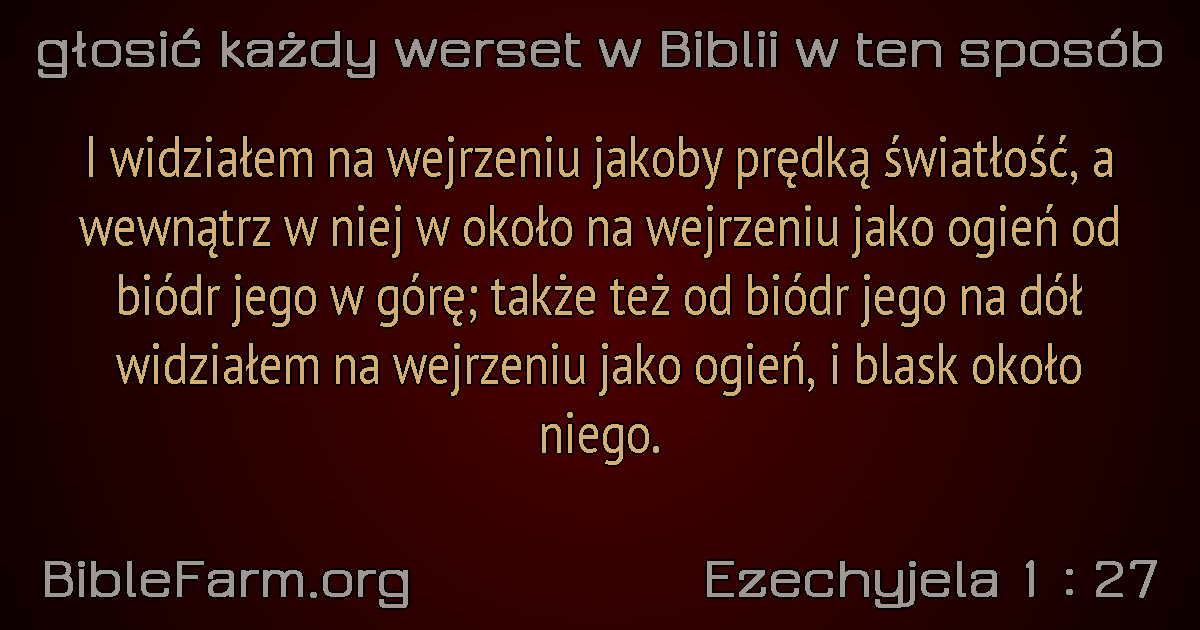 głosić każdy werset w Biblii w ten sposób
I widziałem na wejrzeniu jakoby prędką światłość, a
wewnątrz w niej w około na wejrzeniu jako ogień od
biódr jego w górę; także też od biódr jego na dół
widziałem na wejrzeniu jako ogień, i blask około
niego.
BibleFarm.org
Ezechyjela 1 : 27